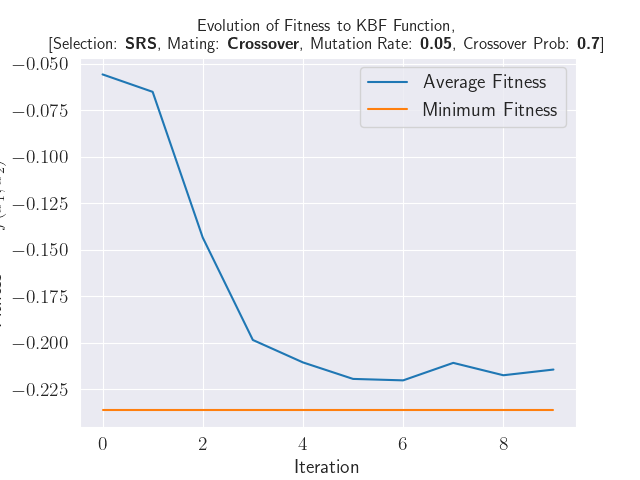 Evolution of Fitness to KBF Function,
[Selection: SRS, Mating: Crossover, Mutation Rate: 0.05, Crossover Prob: 0.7]
−0.050
−0.075
−0.100
−0.125
−0.150
−0.175
−0.200
−0.225
Average Fitness
Minimum Fitness
0
2
4
6
8
Iteration